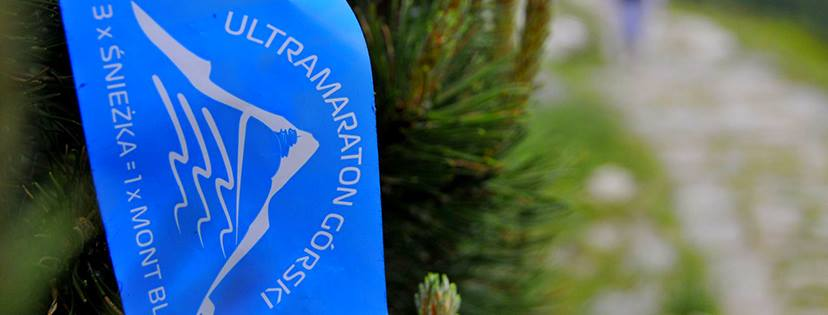 ULTRAMARATON GÓRSKI
3 x ŚNIEŻKA = 1 x MONT BL